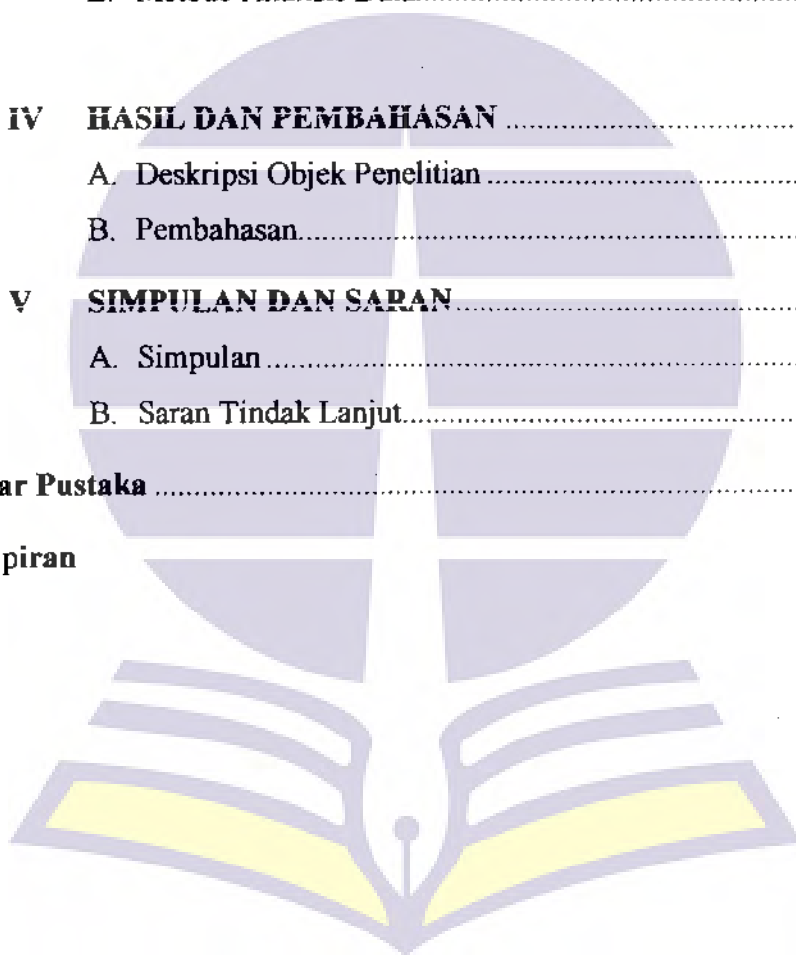 IV HASIL DAN PEMBAHASAN ........................
A. Deskripsi Objek Penelitian ........................
B. Pembahasan ........................
V SIMPULAN DAN SARAN ........................
A. Simpulan ........................
B. Saran Tindak Lanjut ........................
ar Pustaka ........................
piran